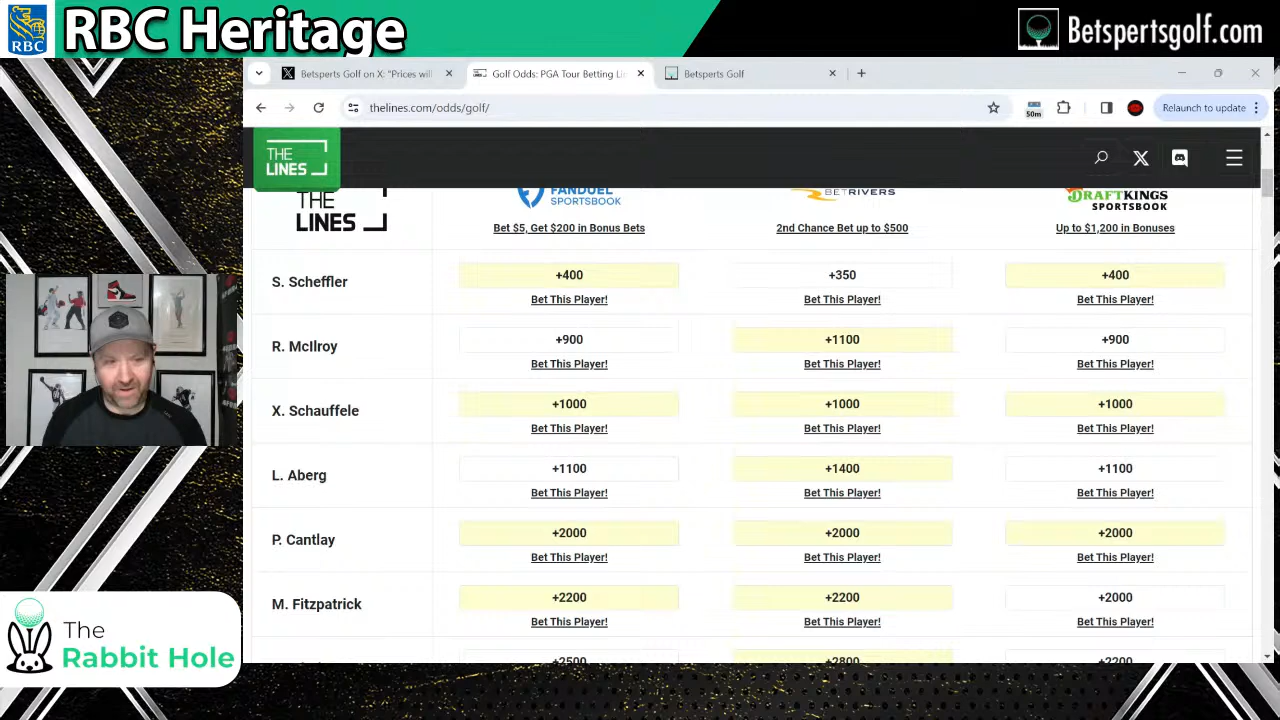 RBC
RBC Heritage
Betspertsgolf.com
Betsperts Golf on X: "Prices will
Golf Odds: PGA Tour Betting Li
Betsperts Golf
thelines.com/odds/golf/
50m
Relaunch to update
THE
LINES
THE
LINES
FANDUEL
SPORTSBOOK
BETRIVERS
DRAFTKINGS
SPORTSBOOK
Bet $5, Get $200 in Bonus Bets
2nd Chance Bet up to $500
Up to $1,200 in Bonuses
S. Scheffler
+400
+350
+400
Bet This Player!
Bet This Player!
Bet This Player!
R. McIlroy
+900
+1100
+900
Bet This Player!
Bet This Player!
Bet This Player!
X. Schauffele
+1000
+1000
+1000
Bet This Player!
Bet This Player!
Bet This Player!
L. Aberg
+1100
+1400
+1100
Bet This Player!
Bet This Player!
Bet This Player!
P. Cantlay
+2000
+2000
+2000
Bet This Player!
Bet This Player!
Bet This Player!
M. Fitzpatrick
+2200
+2200
+2000
Bet This Player!
Bet This Player!
Bet This Player!
+2500
+2800
+2200
The
Rabbit Hole